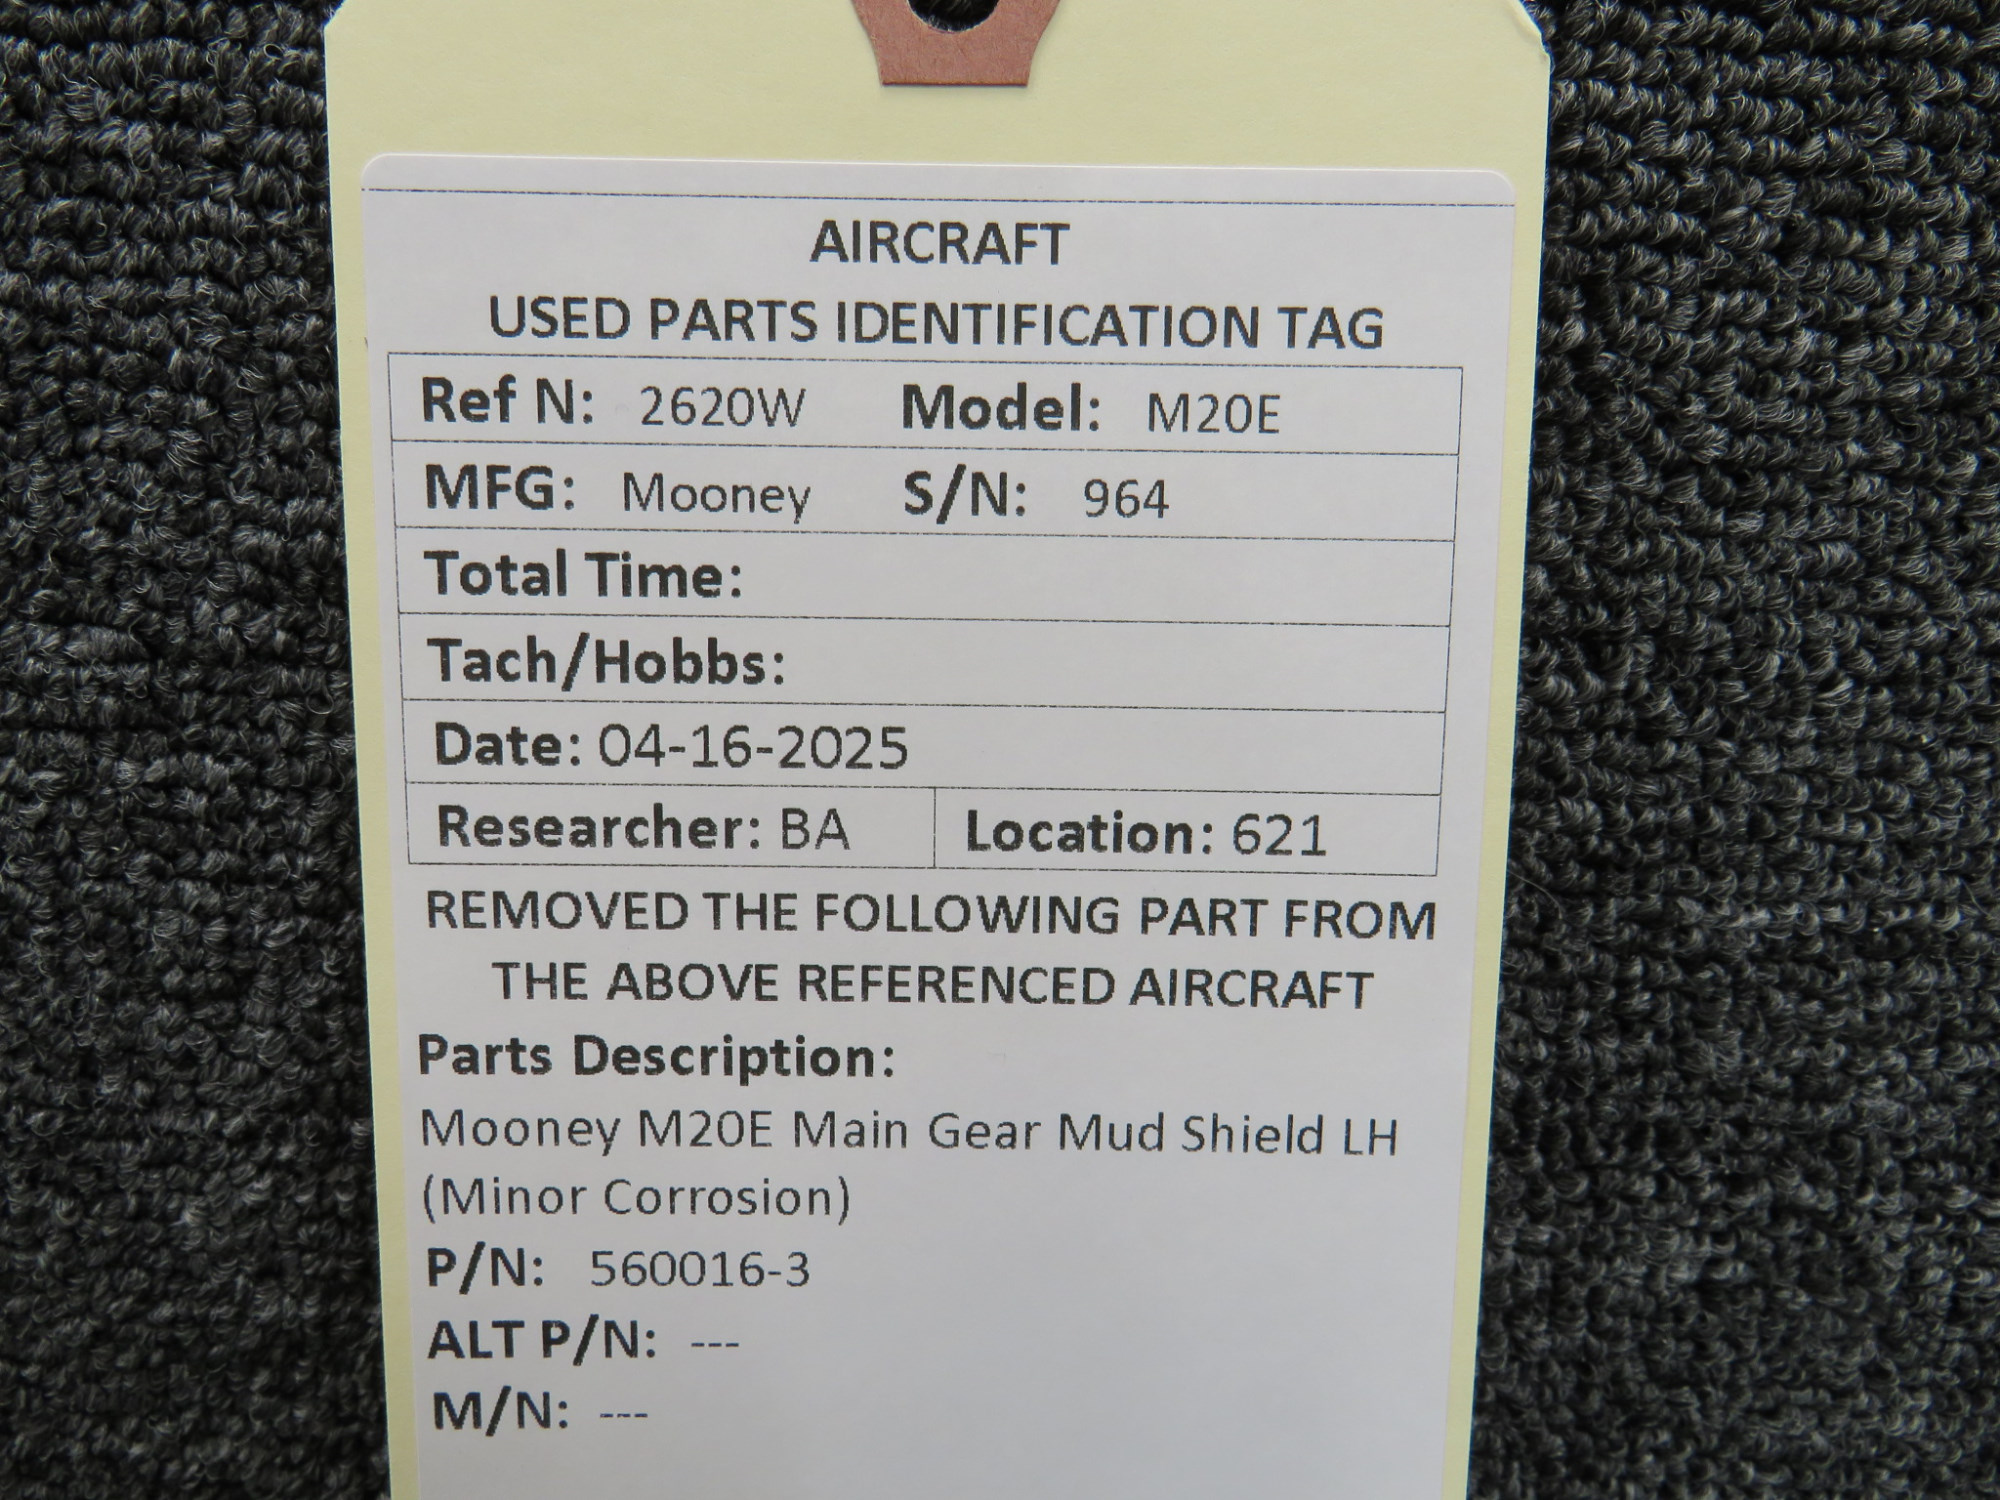 AIRCRAFT
USED PARTS IDENTIFICATION TAG
Ref N: 2620W Model: M20E
MFG: Mooney S/N: 964
Total Time:
Tach/Hobbs:
Date: 04-16-2025
Researcher: BA Location: 621
REMOVED THE FOLLOWING PART FROM
THE ABOVE REFERENCED AIRCRAFT
Parts Description:
Mooney M20E Main Gear Mud Shield LH
(Minor Corrosion)
P/N: 560016-3
ALT P/N: ---
M/N: ---